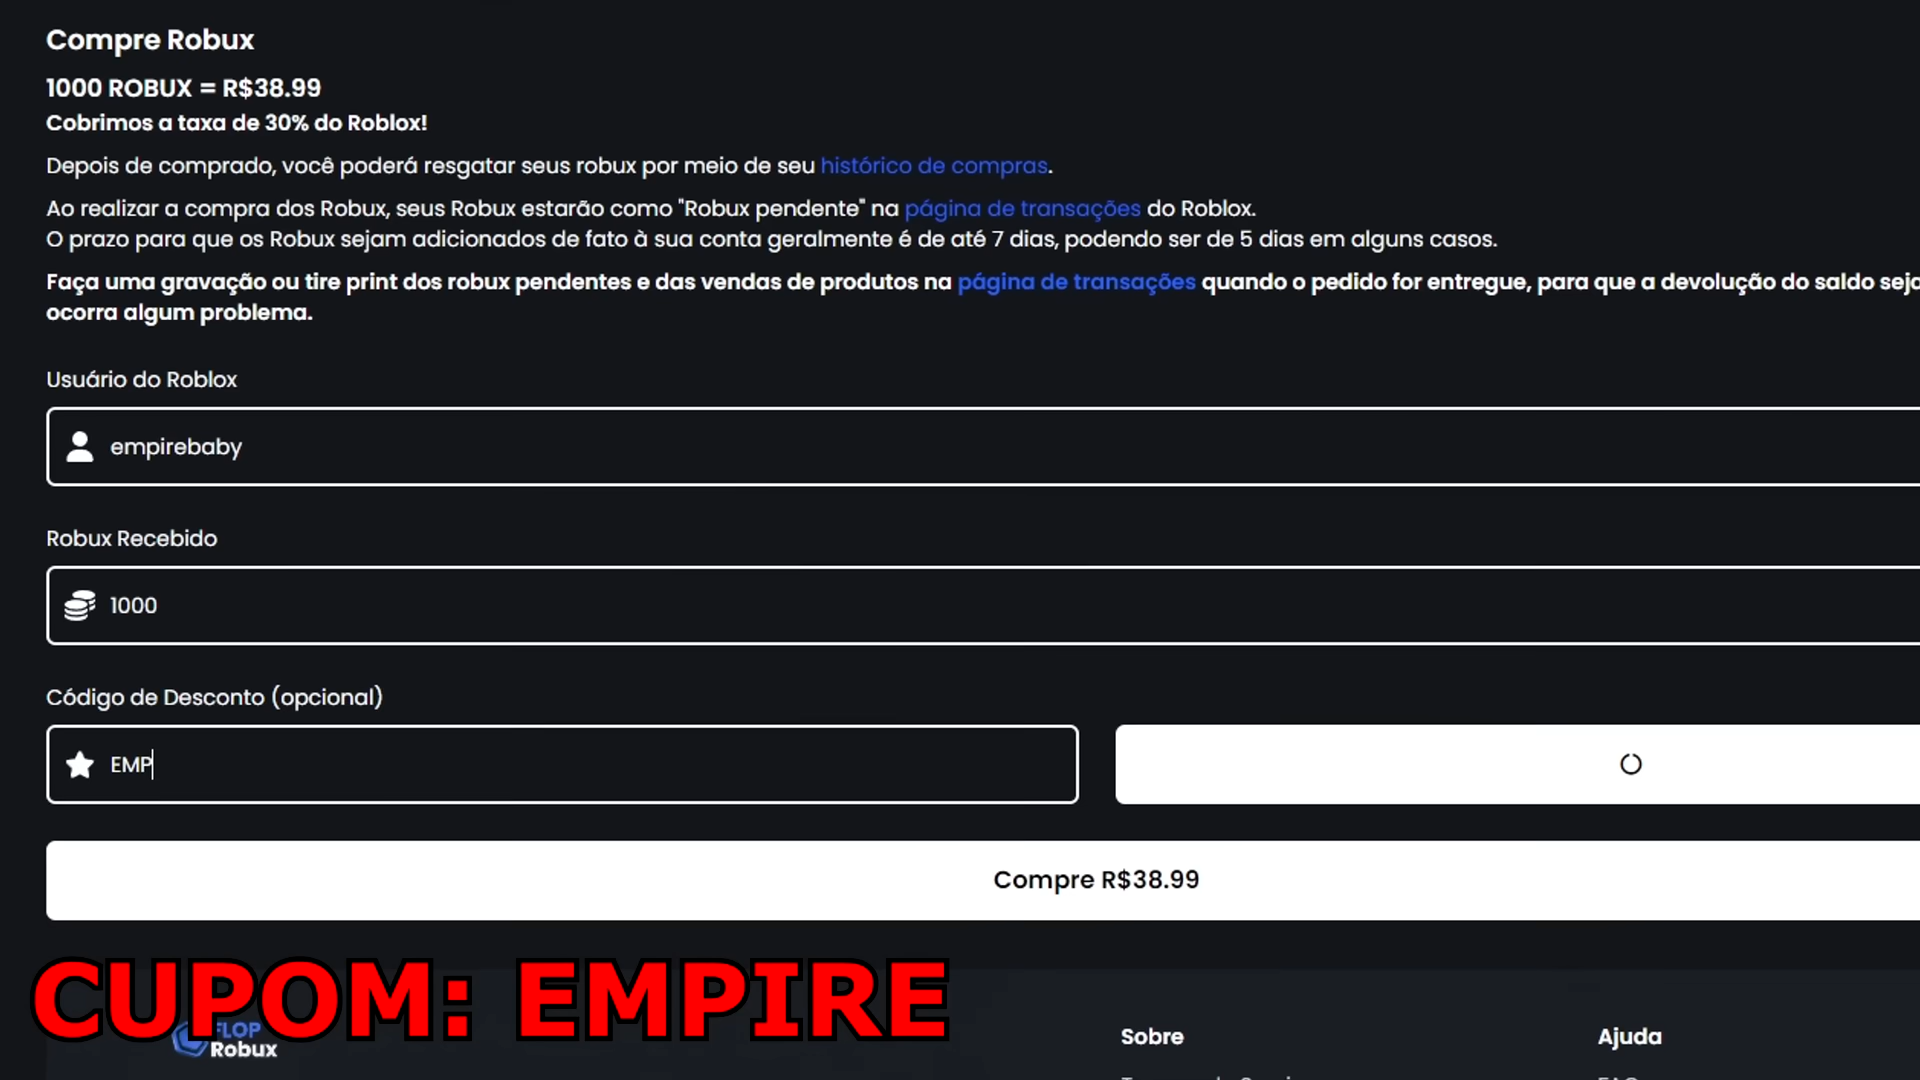 Compre Robux
1000 ROBUX = R$38.99
Cobrimos a taxa de 30% do Roblox!
Depois de comprado, você poderá resgatar seus robux por meio de seu histórico de compras.
Ao realizar a compra dos Robux, seus Robux estarão como "Robux pendente" na página de transações do Roblox.
O prazo para que os Robux sejam adicionados de fato à sua conta geralmente é de até 7 dias, podendo ser de 5 dias em alguns casos.
Faça uma gravação ou tire print dos robux pendentes e das vendas de produtos na página de transações quando o pedido for entregue, para que a devolução do saldo
ocorra algum problema.
Usuário do Roblox
empirebaby
Robux Recebido
1000
Código de Desconto (opcional)
EMP
Compre R$38.99
CUPOM: EMPIRE
FLOP
Robux
Sobre
Ajuda